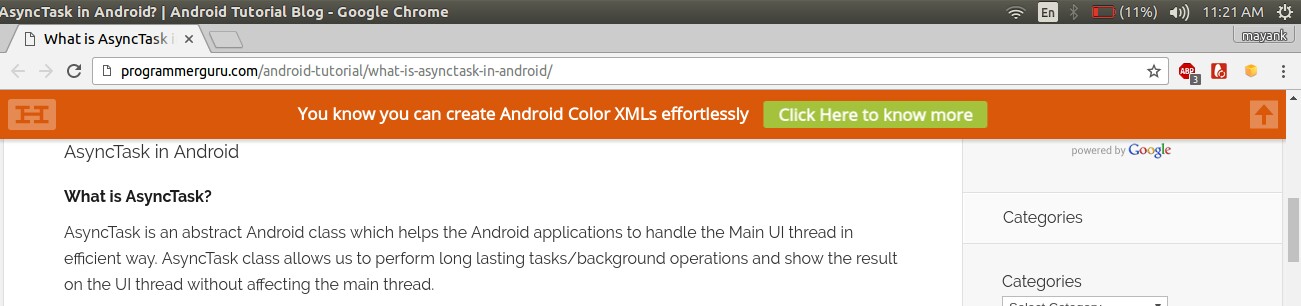 AsyncTask in Android? | Android Tutorial Blog - Google Chrome
En
(11%)
11:21 AM
What is AsyncTask i
mayank
programmerguru.com/android-tutorial/what-is-asynctask-in-android/
ABP
3
You know you can create Android Color XMLs effortlessly
Click Here to know more
AsyncTask in Android
powered by Google
What is AsyncTask?
AsyncTask is an abstract Android class which helps the Android applications to handle the Main UI thread in
efficient way. AsyncTask class allows us to perform long lasting tasks/background operations and show the result
on the UI thread without affecting the main thread.
Categories
Categories
Select Category